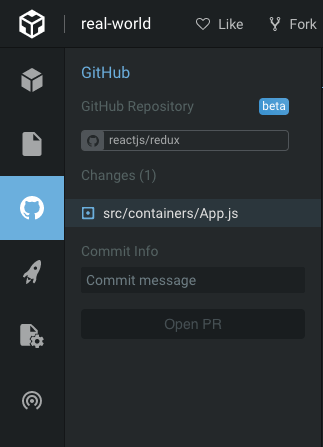 real-world Like Fork
GitHub
GitHub Repository beta
reactjs/redux
Changes (1)
src/containers/App.js
Commit Info
Commit message
Open PR